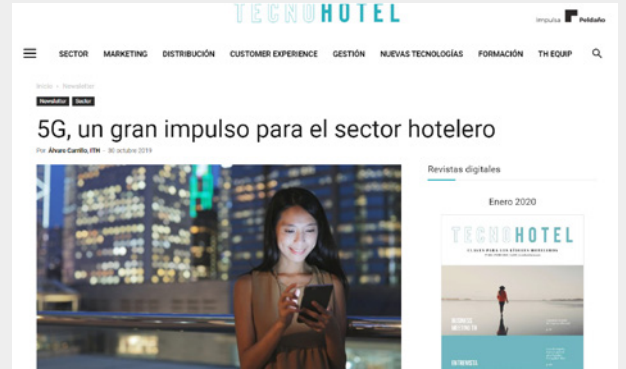 TECNOHOTEL
Impulsa Peldaño
SECTOR MARKETING DISTRIBUCIÓN CUSTOMER EXPERIENCE GESTIÓN NUEVAS TECNOLOGÍAS FORMACIÓN TH EQUIP
Inicio > Newsletter
Newsletter Sector
5G, un gran impulso para el sector hotelero
Por Álvaro Carrillo, ITH - 30 octubre 2019
Revistas digitales
Enero 2020
TECNOHOTEL
ENTREVISTA